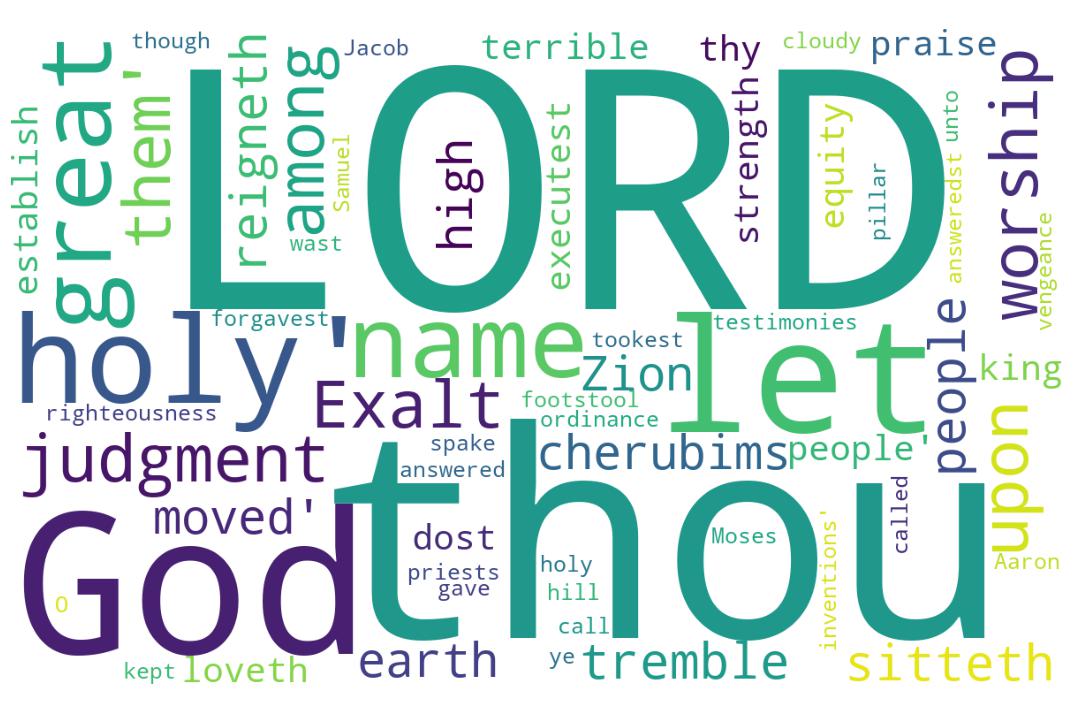 though
Jacob
terrible
thy
cloudy
praise
great
them'
reigneth
among
LORD
worship
establish
Samuel
wast
high
executest
strength
equity
pillar
unto
answeredst
vengeance
holy'
forgavest
name
tookest
let
testimonies
people
Zion
king
righteousness
Exalt
footstool
ordinance
upon
judgment
spake
answered
cherubims
people'
God
moved'
thou
dost
Moses
called
inventions'
Aaron
priests
gave
holy
hill
O
call
kept
loveth
earth
ye
tremble
sitteth